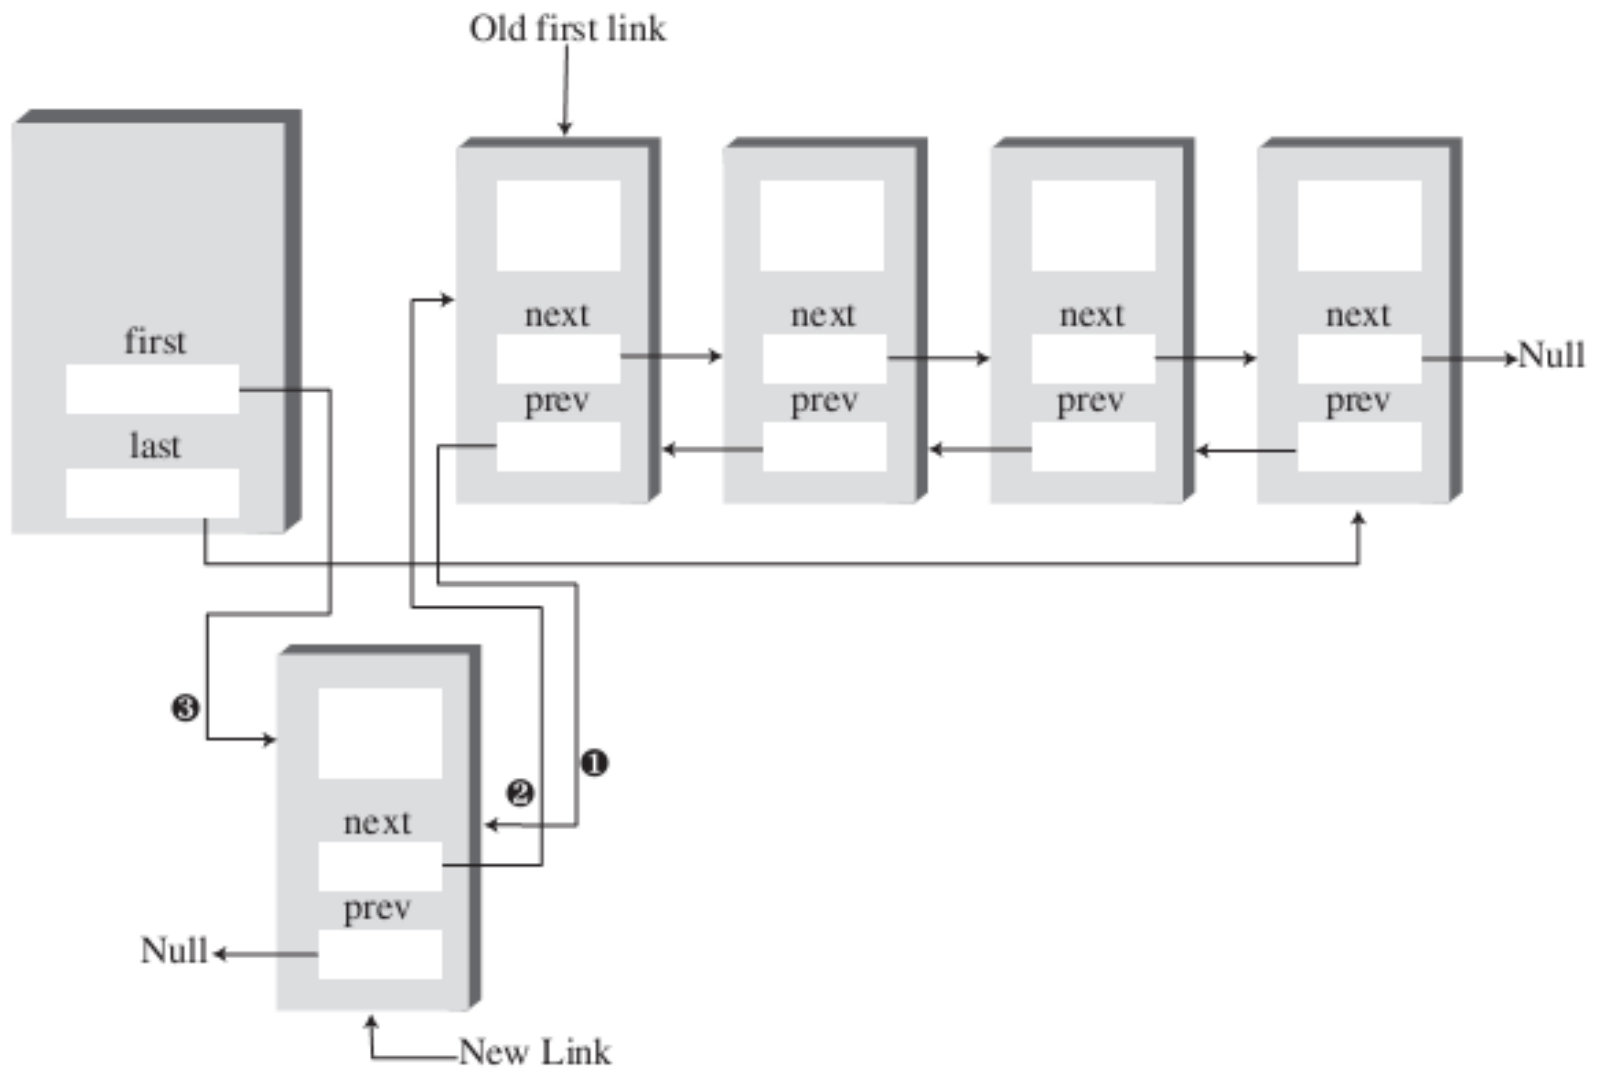 Old first link
first
last
next
prev
next
prev
next
prev
next
prev
Null
❸
❷
❶
next
prev
Null
New Link